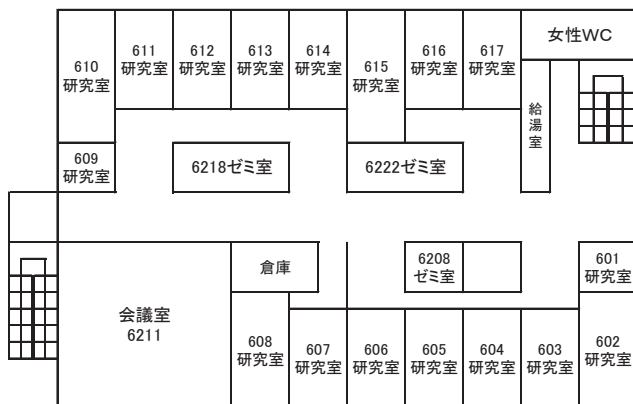 610
研究室
611
研究室
612
研究室
613
研究室
614
研究室
615
研究室
616
研究室
617
研究室
女性WC
給湯室
609
研究室
6218ゼミ室
6222ゼミ室
倉庫
6208
ゼミ室
601
研究室
会議室
6211
608
研究室
607
研究室
606
研究室
605
研究室
604
研究室
603
研究室
602
研究室